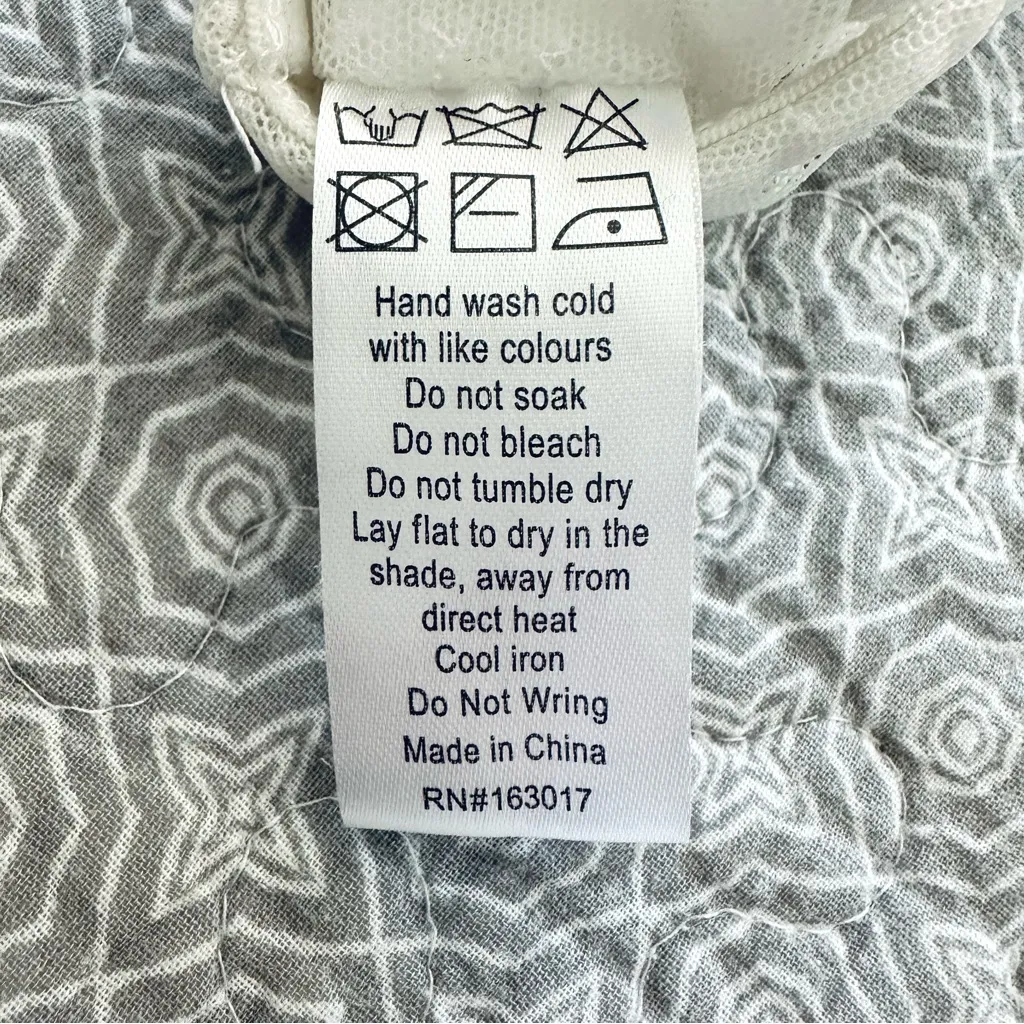 Hand wash cold
with like colours
Do not soak
Do not bleach
Do not tumble dry
Lay flat to dry in the
shade, away from
direct heat
Cool iron
Do Not Wring
Made in China
RN#163017